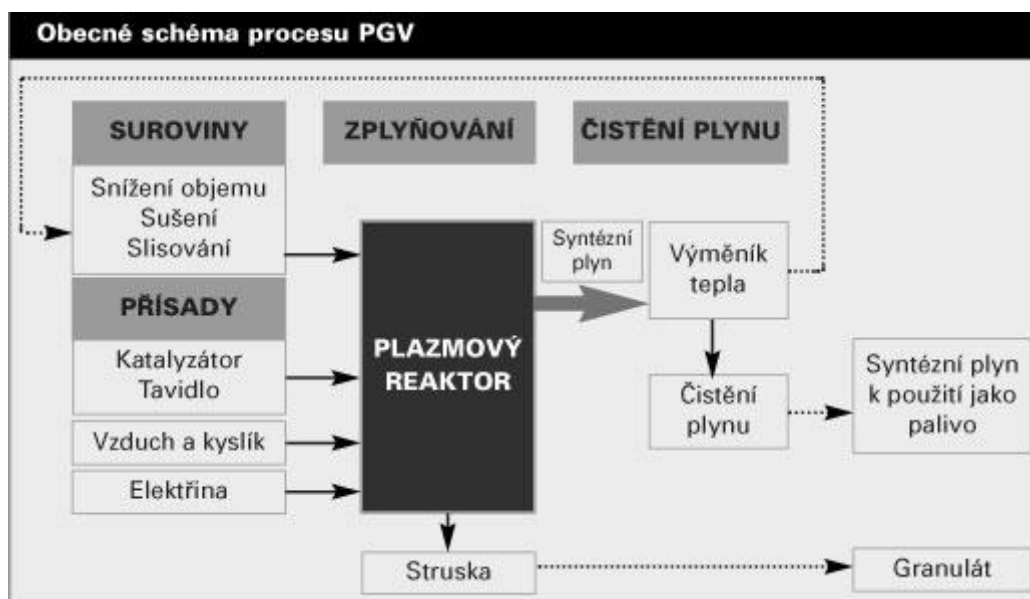 Obecné schéma procesu PGV
SUROVINY
Snížení objemu
Sušení
Slisování
PŘÍSADY
Katalyzátor
Tavidlo
Vzduch a kyslík
Elektřina
ZPLYŇOVÁNÍ
PLAZMOVÝ
REAKTOR
Struska
ČISTĚNÍ PLYNU
Syntézní
plyn
Výměník
tepla
Čistění
plynu
Syntézní plyn
k použití jako
palivo
Granulát